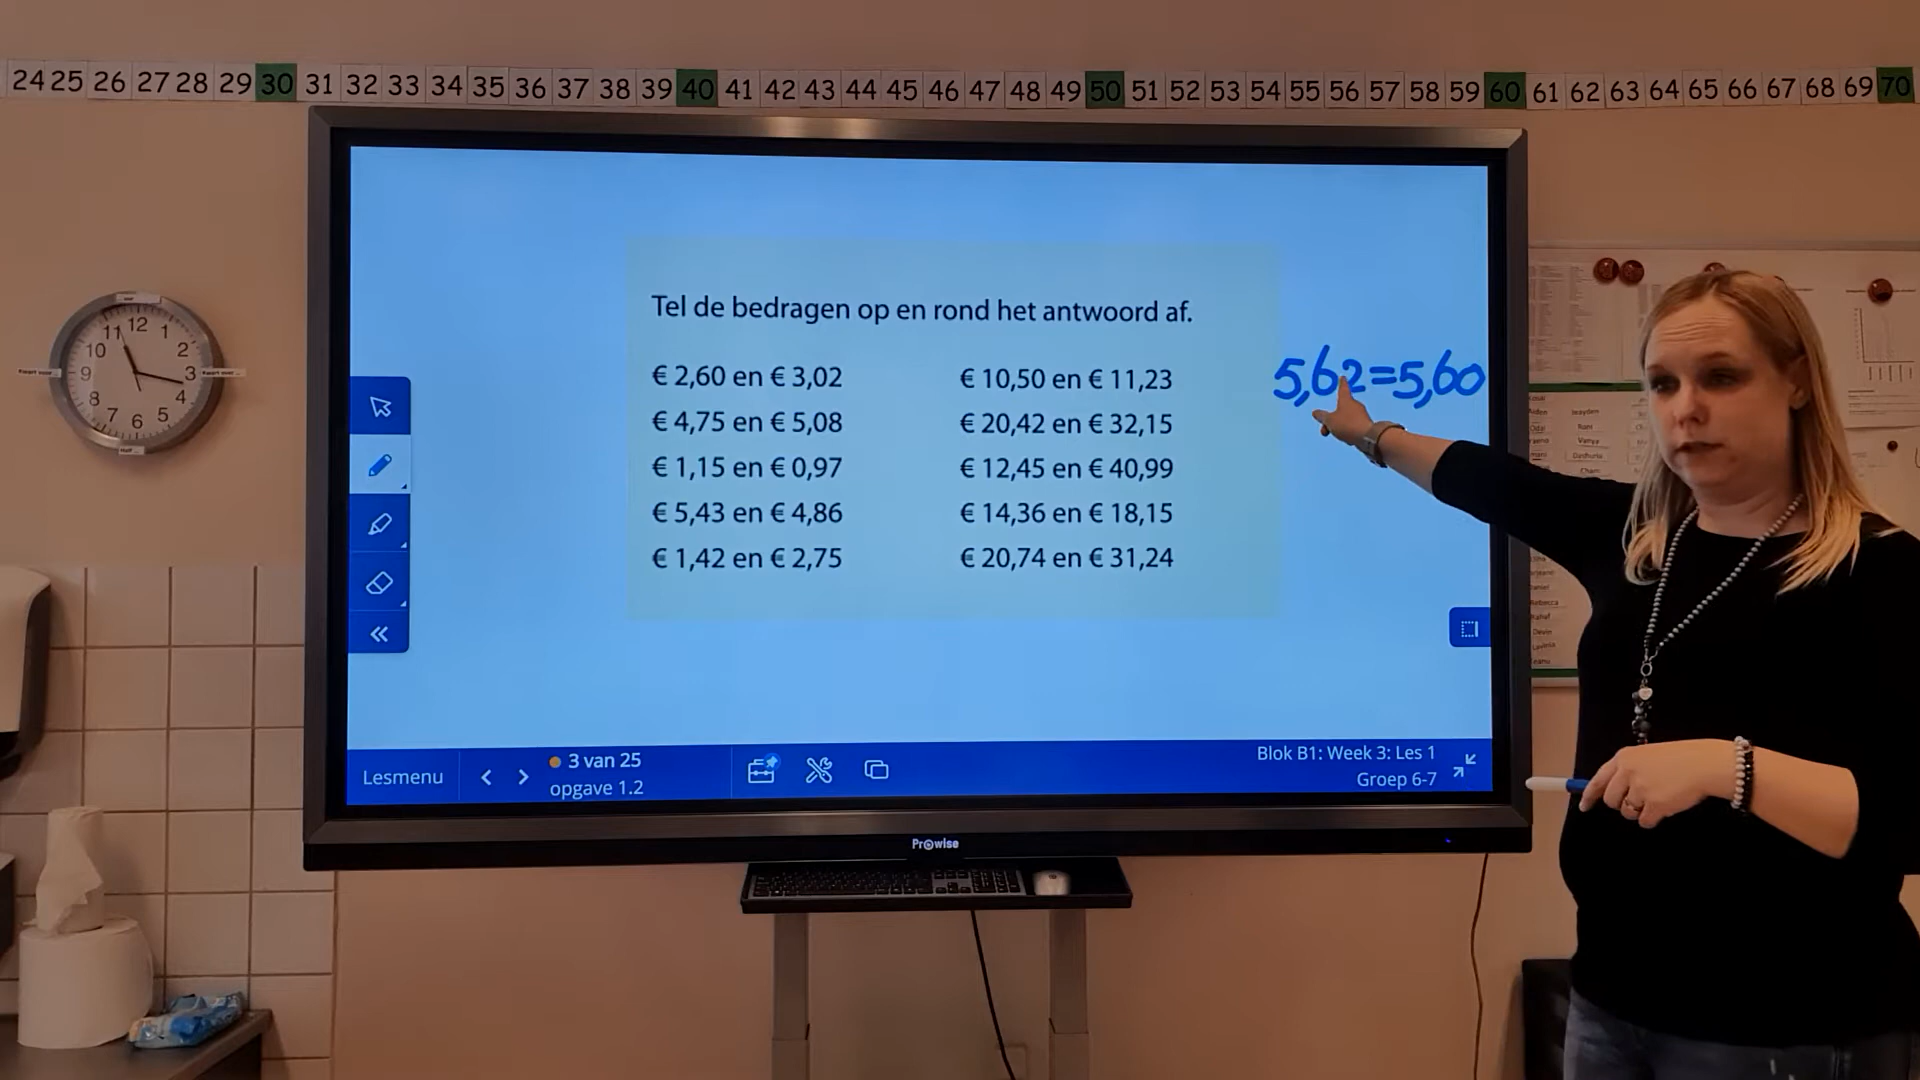 24 25 26 27 28 29 30 31 32 33 34 35 36 37 38 39 40 41 42 43 44 45 46 47 48 49 50 51 52 53 54 55 56 57 58 59 60 61 62 63 64 65 66 67 68 69 70
12
11 1
10 2
9 3
8 4
7 5
6
Tel de bedragen op en rond het antwoord af.
€ 2,60 en € 3,02
€ 4,75 en € 5,08
€ 1,15 en € 0,97
€ 5,43 en € 4,86
€ 1,42 en € 2,75
€ 10,50 en € 11,23
€ 20,42 en € 32,15
€ 12,45 en € 40,99
€ 14,36 en € 18,15
€ 20,74 en € 31,24
5,62=5,60
Lesmenu
3 van 25
opgave 1.2
Blok B1: Week 3: Les 1
Groep 6-7
Prowise
Rani
Vanya